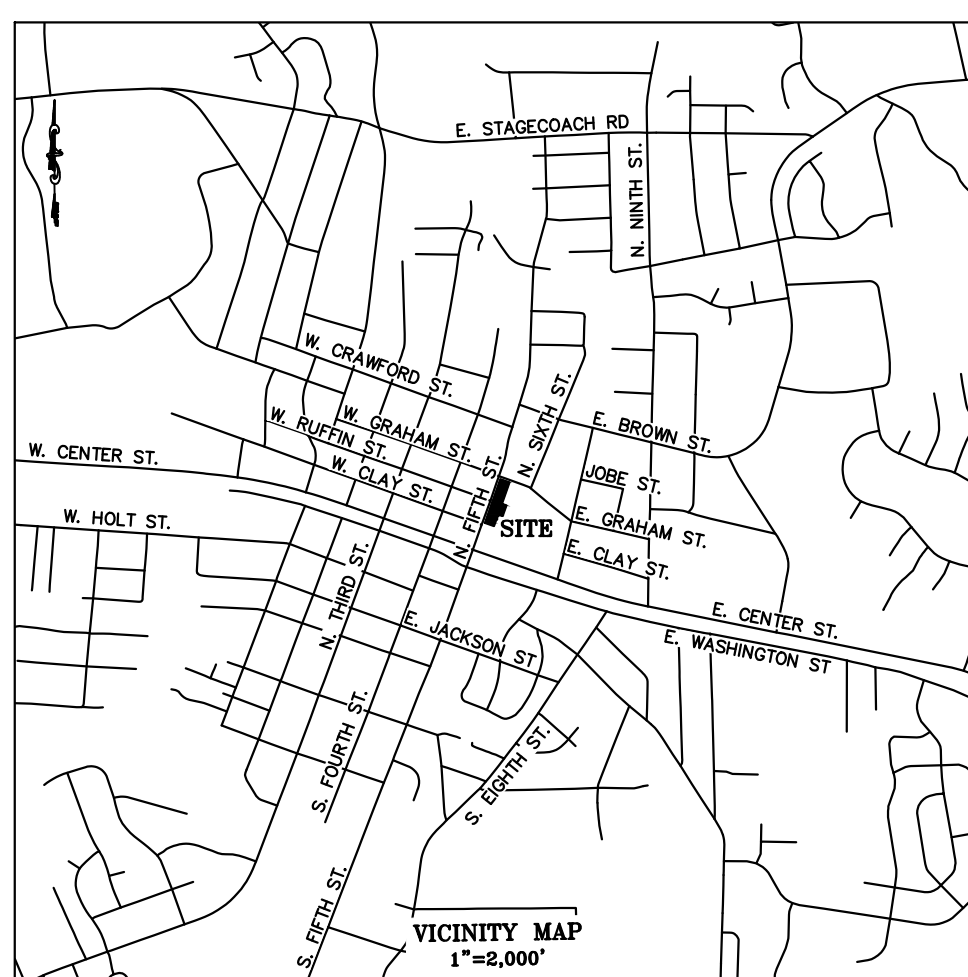 E. STAGECOACH RD
N. NINTH ST.
W. CRAWFORD ST.
N. SIXTH ST.
W. GRAHAM ST.
W. RUFFIN ST.
E. BROWN ST.
W. CENTER ST.
W. CLAY ST.
N. FIFTH ST.
JOBE ST.
W. HOLT ST.
SITE
E. GRAHAM ST.
E. CLAY ST.
N. THIRD ST.
E. JACKSON ST
E. CENTER ST.
E. WASHINGTON ST
S. FOURTH ST.
S. EIGHTH ST.
S. FIFTH ST.
VICINITY MAP
1"=2,000'